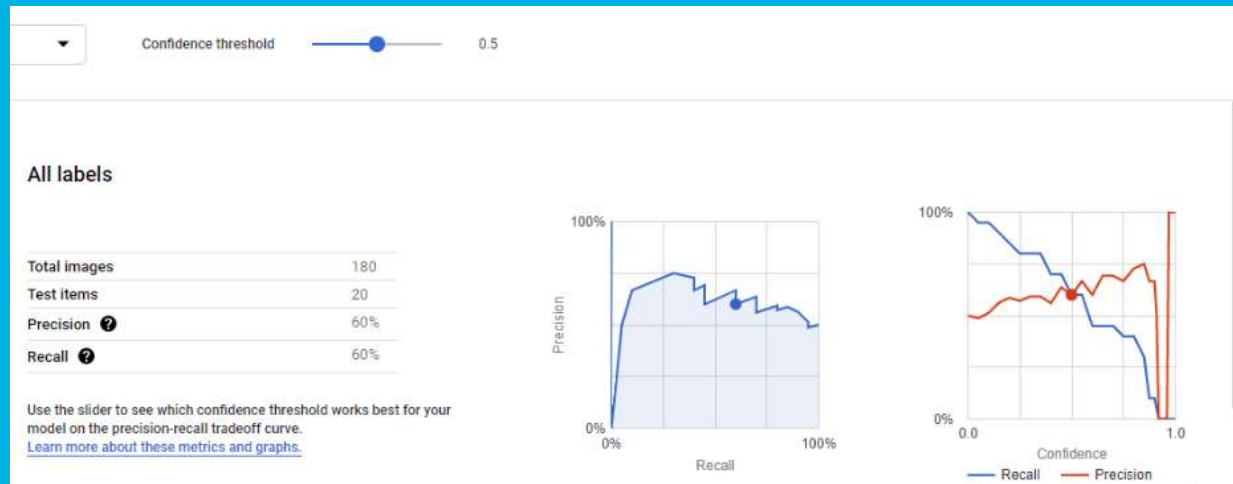 Confidence threshold 0.5
All labels
Total images 180
Test items 20
Precision ? 60%
Recall ? 60%
Use the slider to see which confidence threshold works best for your
model on the precision-recall tradeoff curve.
Learn more about these metrics and graphs.
100%
Precision
0%
0% 100%
Recall
100%
0%
0.0 1.0
Confidence
Recall Precision